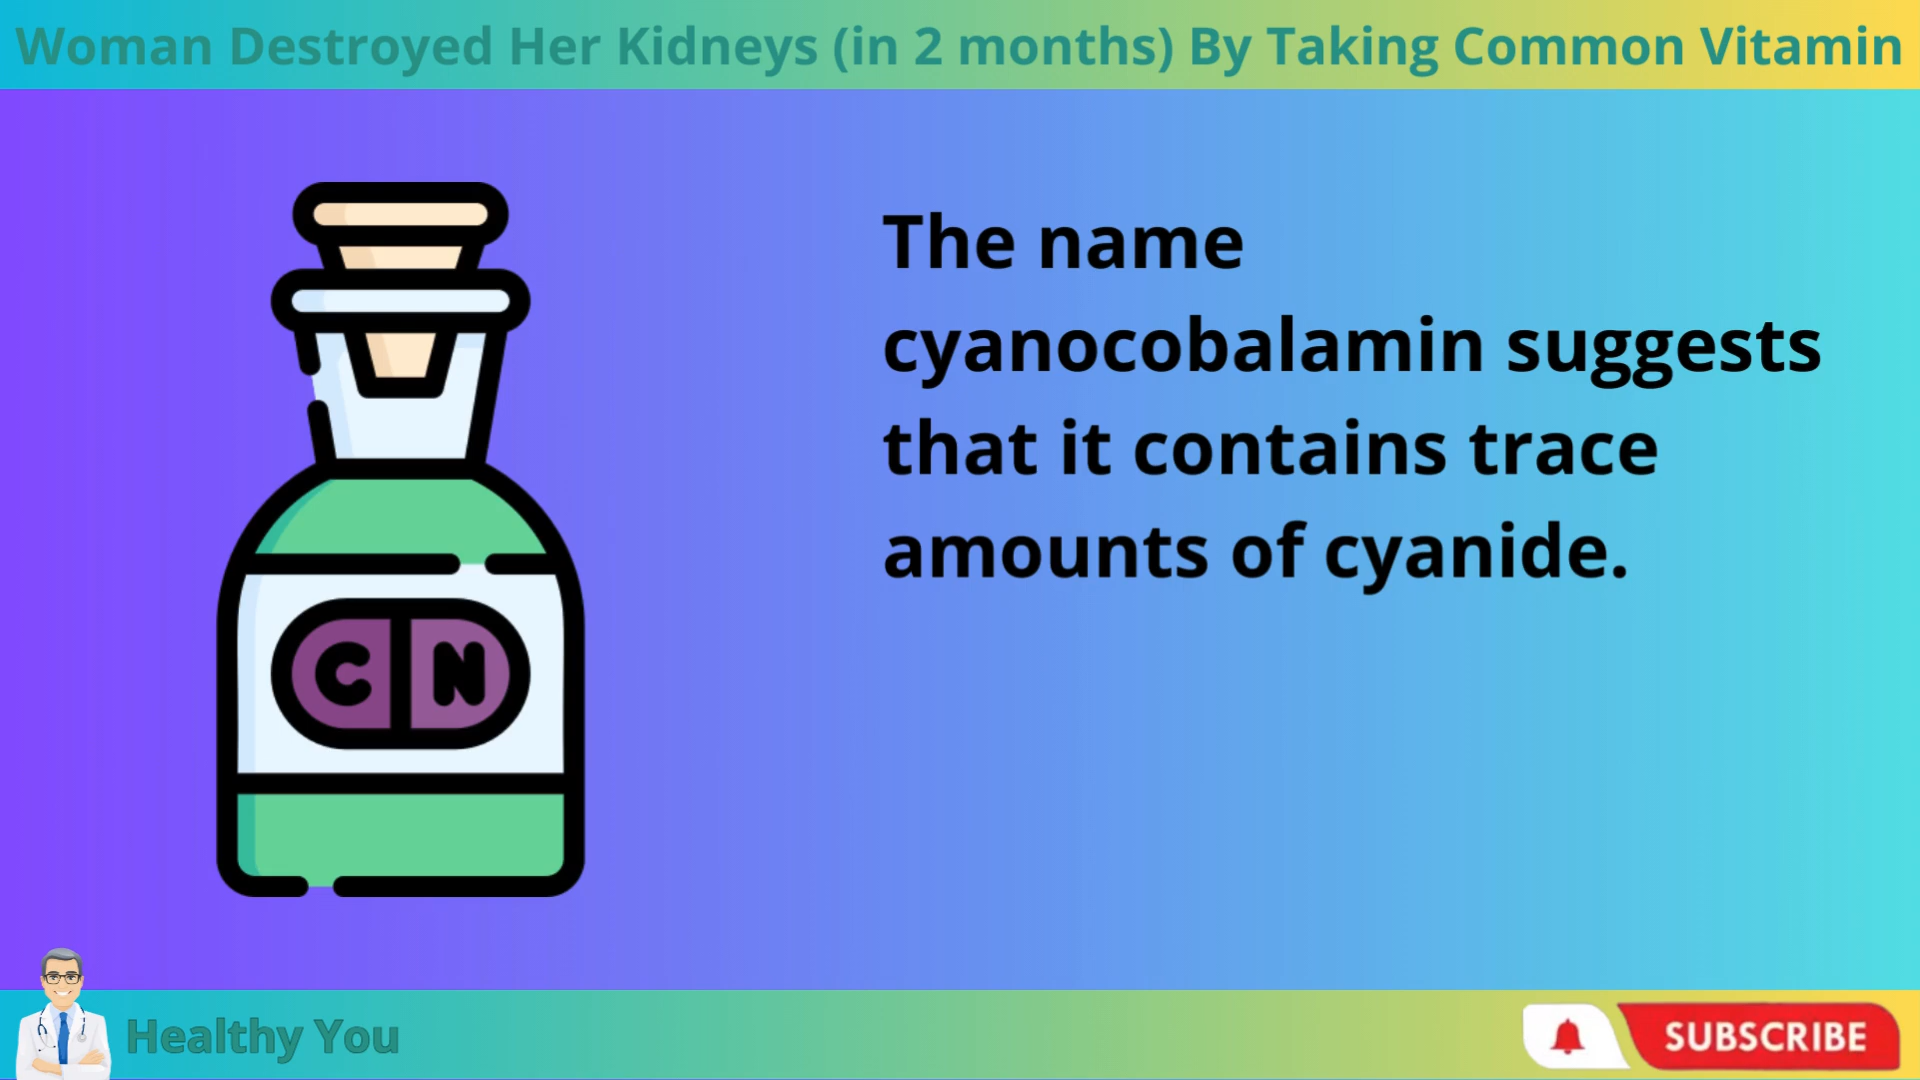 Woman Destroyed Her Kidneys (in 2 months) By Taking Common Vitamin
The name
cyanocobalamin suggests
that it contains trace
amounts of cyanide.
C N
Healthy You
SUBSCRIBE